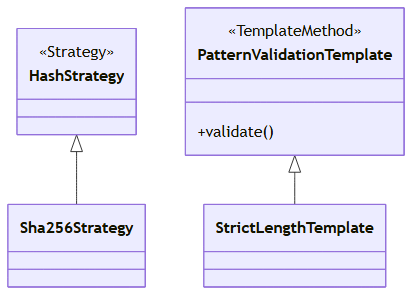 «Strategy»
HashStrategy
«TemplateMethod»
PatternValidationTemplate
+validate()
Sha256Strategy
StrictLengthTemplate